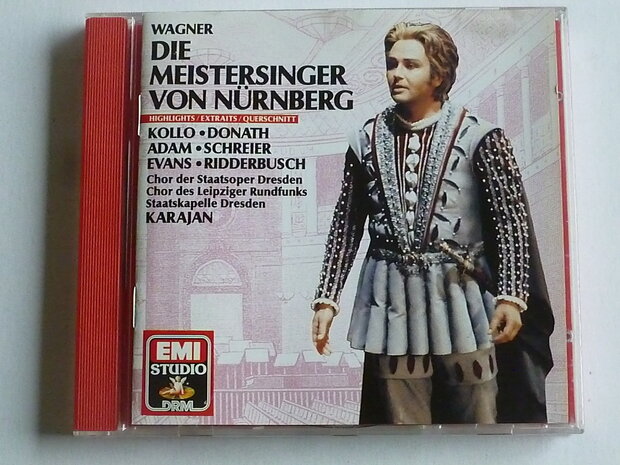 WAGNER
DIE
MEISTERSINGER
VON NÜRNBERG
HIGHLIGHTS / EXTRAITS / QUERSCHNITT
KOLLO • DONATH
ADAM • SCHREIER
EVANS • RIDDERBUSCH
Chor der Staatsoper Dresden
Chor des Leipziger Rundfunks
Staatskapelle Dresden
KARAJAN
EMI
STUDIO
DRM